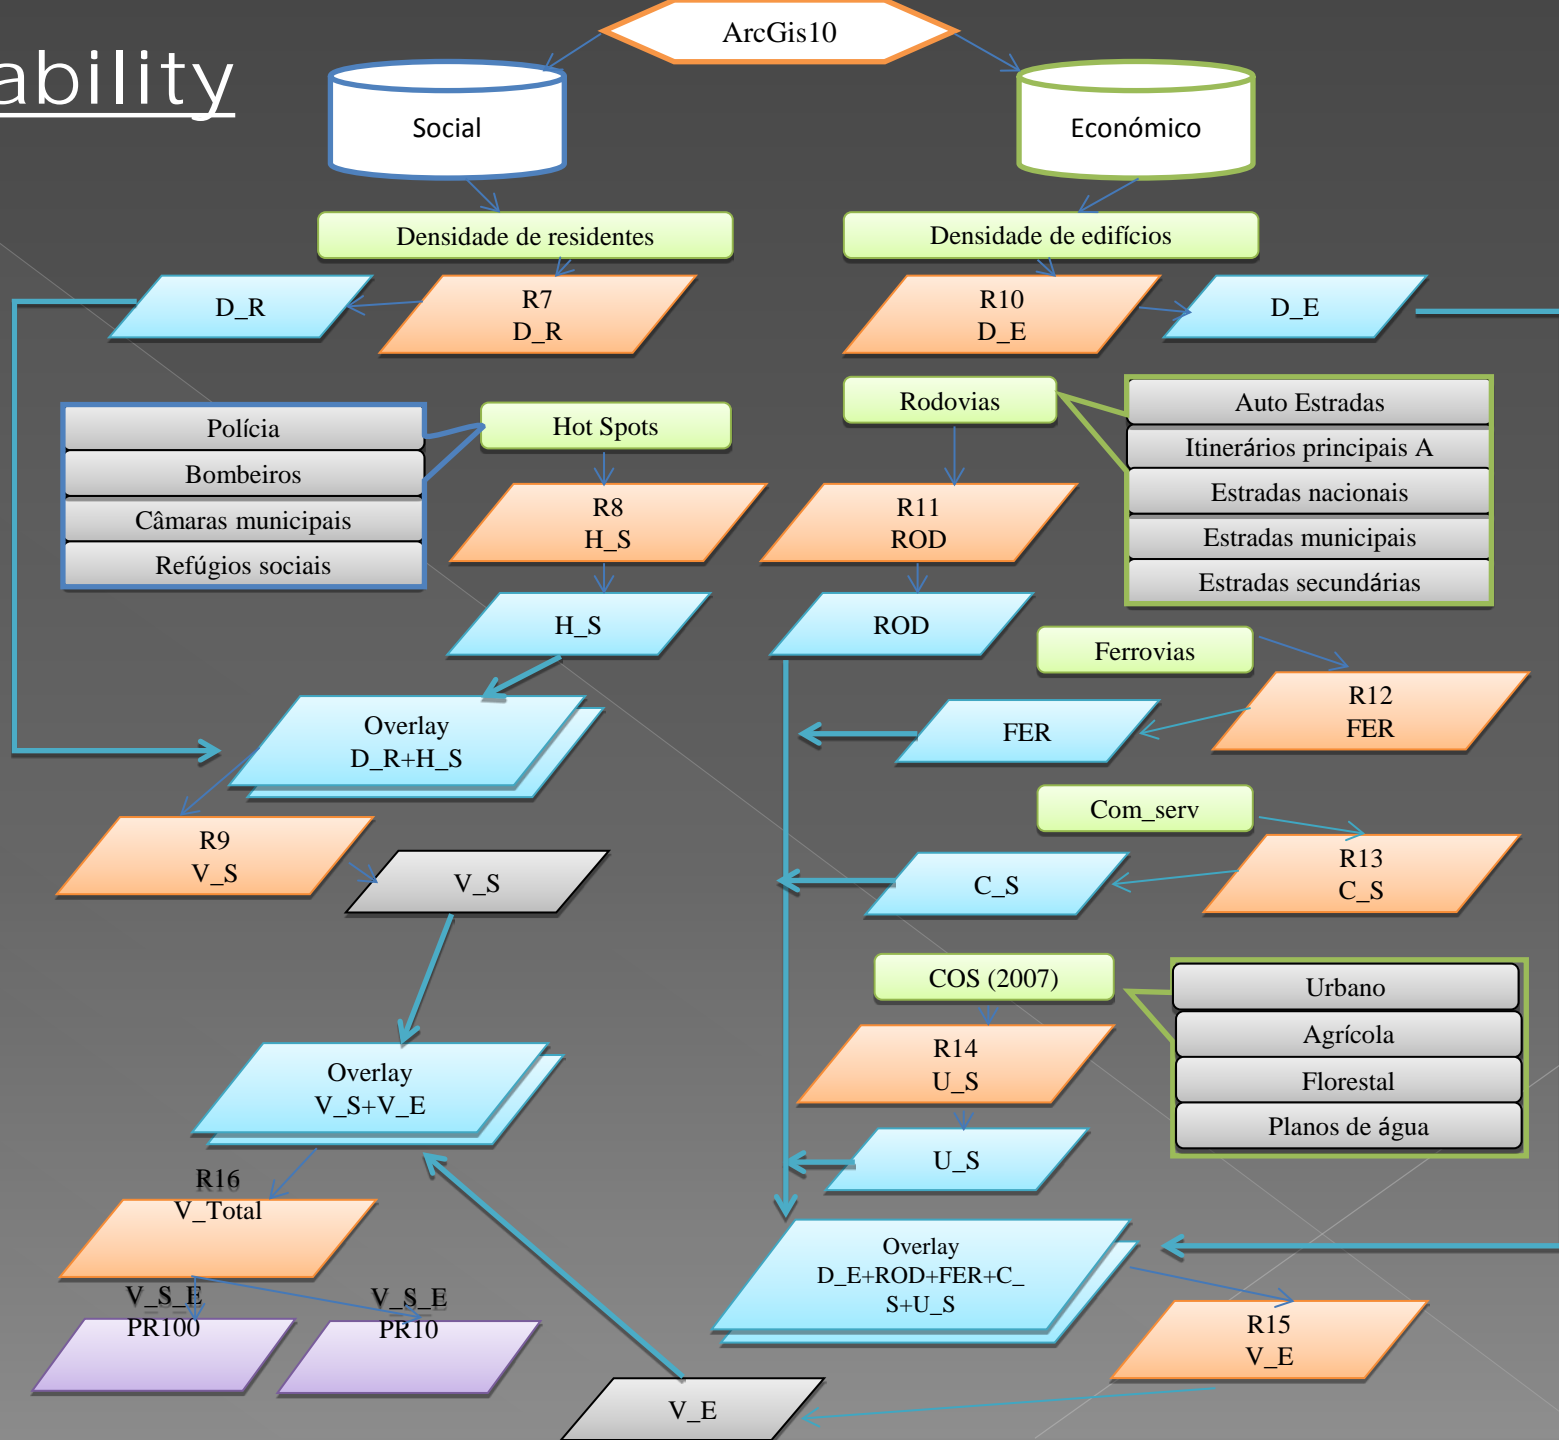 ArcGis10
ability
Social
Económico
Densidade de residentes
Densidade de edifícios
D_R
R7
D_R
R10
D_E
D_E
Polícia
Bombeiros
Câmaras municipais
Refúgios sociais
Hot Spots
R8
H_S
H_S
Rodovias
Auto Estradas
Itinerários principais A
Estradas nacionais
Estradas municipais
Estradas secundárias
R11
ROD
ROD
Ferrovias
R12
FER
FER
Overlay
D_R+H_S
R9
V_S
V_S
Com_serv
R13
C_S
C_S
COS (2007)
Urbano
Agrícola
Florestal
Planos de água
R14
U_S
U_S
Overlay
V_S+V_E
R16
V_Total
V_S_E
PR100
V_S_E
PR10
Overlay
D_E+ROD+FER+C_
S+U_S
R15
V_E
V_E